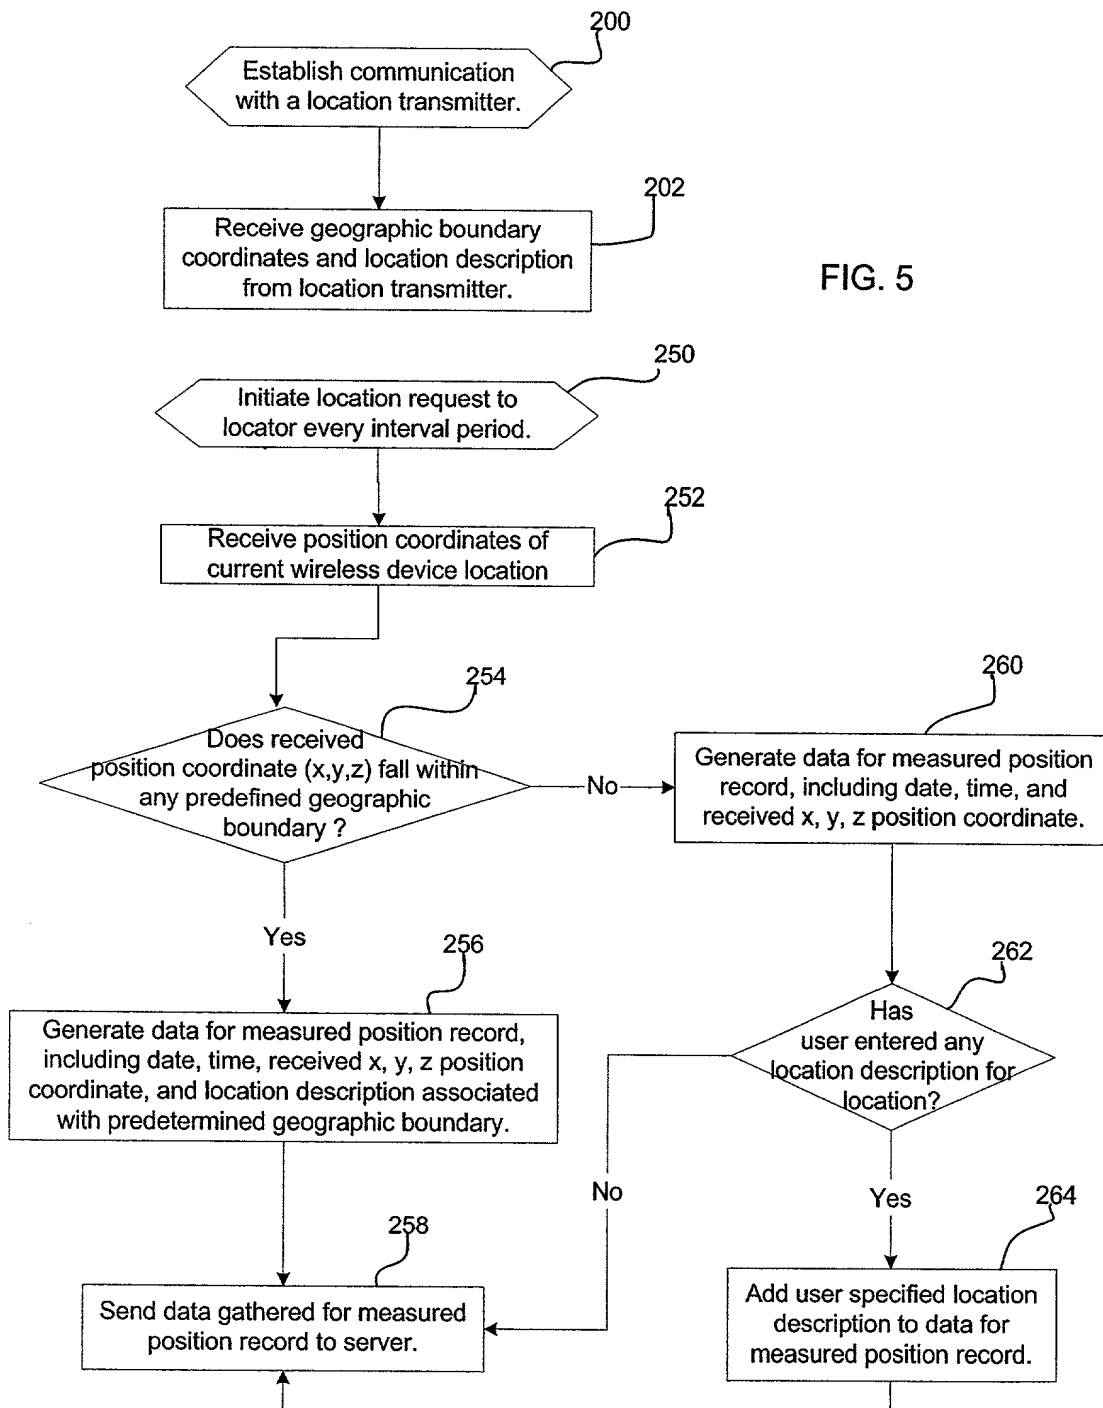 200
Establish communication
with a location transmitter.
202
Receive geographic boundary
coordinates and location description
from location transmitter.
FIG. 5
250
Initiate location request to
locator every interval period.
252
Receive position coordinates of
current wireless device location
254
Does received
position coordinate (x,y,z) fall within
any predefined geographic
boundary ?
No
260
Generate data for measured position
record, including date, time, and
received x, y, z position coordinate.
Yes
256
Generate data for measured position record,
including date, time, received x, y, z position
coordinate, and location description associated
with predetermined geographic boundary.
262
Has
user entered any
location description for
location?
No
Yes
258
Send data gathered for measured
position record to server.
264
Add user specified location
description to data for
measured position record.